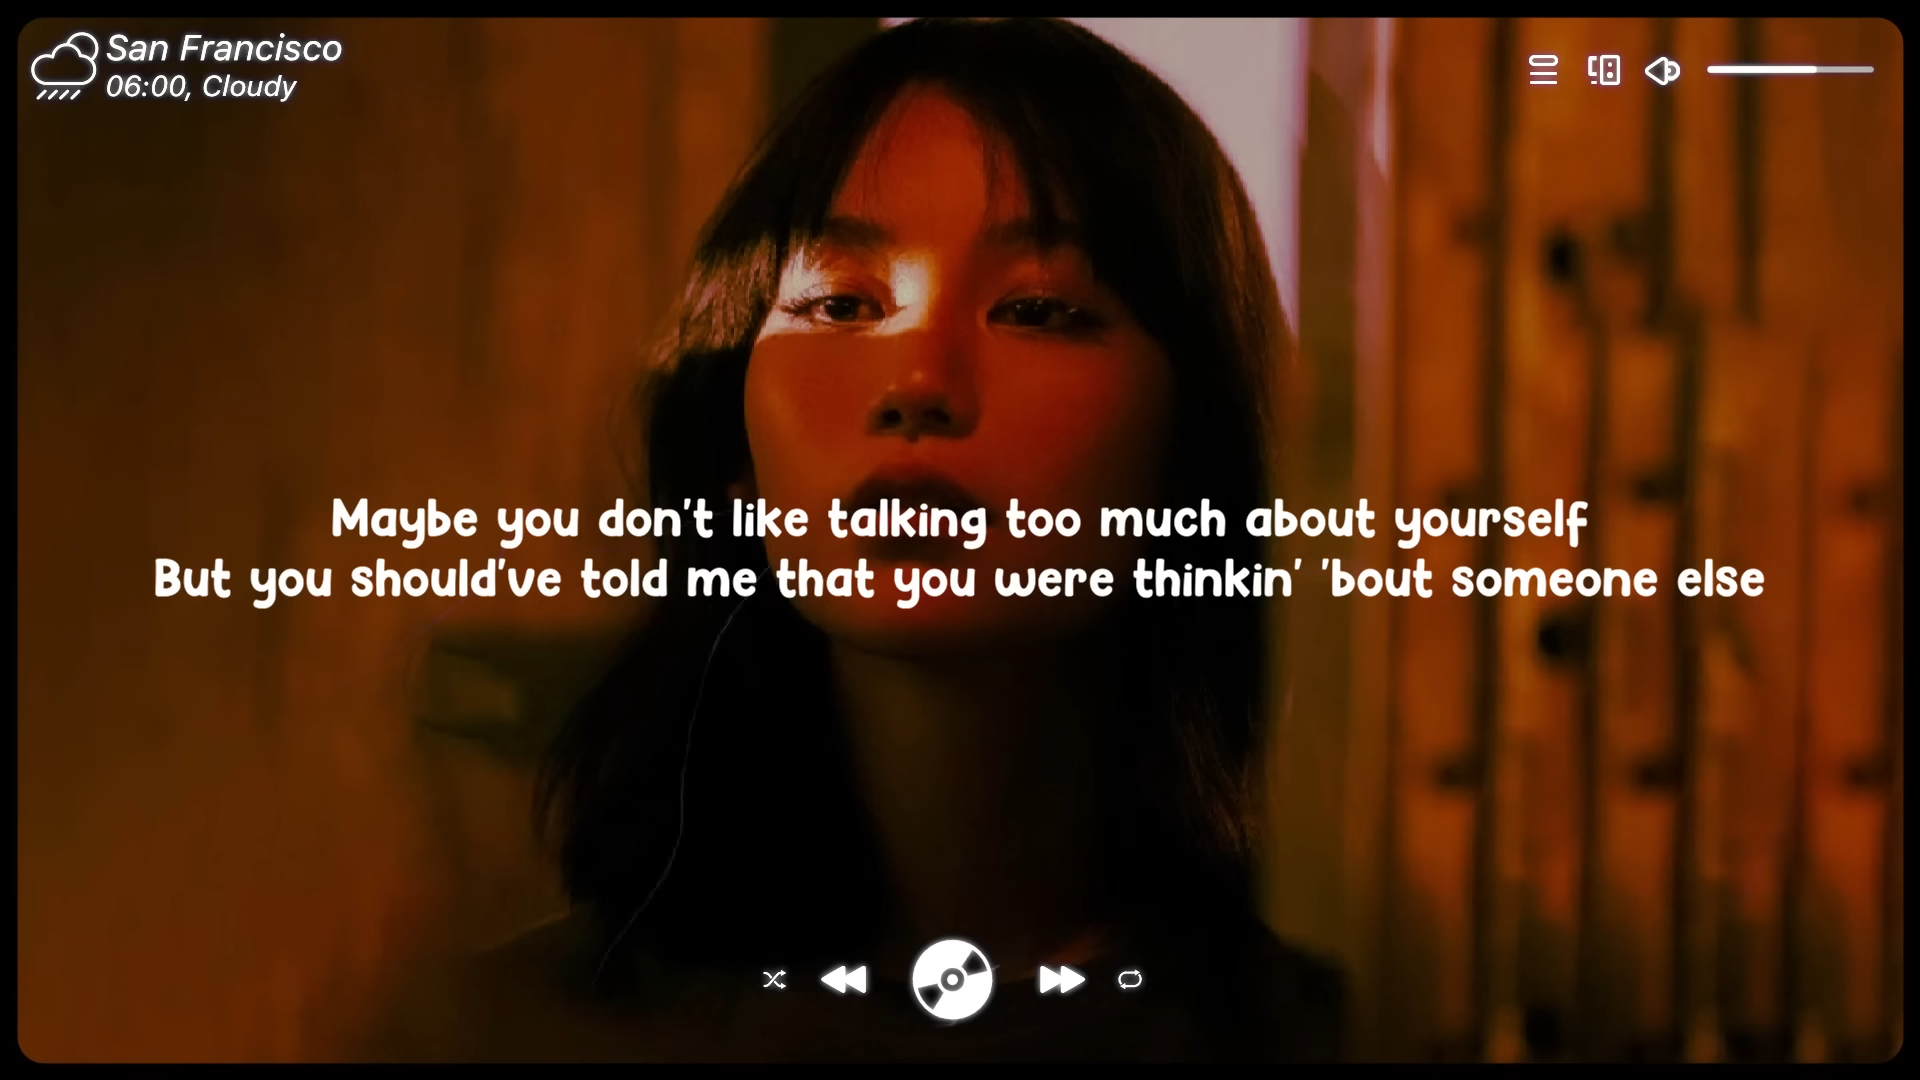 San Francisco
06:00, Cloudy
Maybe you don't like talking too much about yourself
But you should've told me that you were thinkin' 'bout someone else